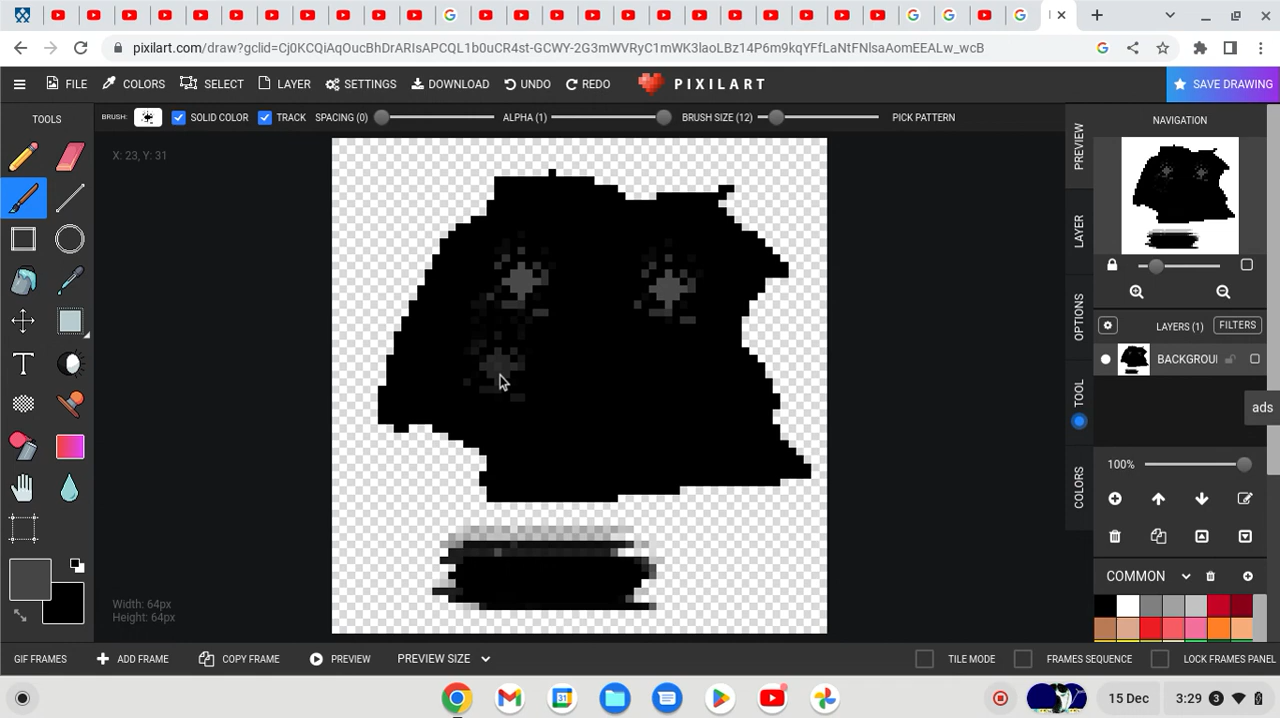 pixilart.com/draw?gclid=Cj0KCQiAqOucBhDrARIsAPCQL1b0uCR4st-GCWY-2G3mWVRyC1mWK3laoLBz14P6m9kqYFfLaNtFNlsaAomEEALw_wcB
FILE COLORS SELECT LAYER SETTINGS DOWNLOAD UNDO REDO PIXILART SAVE DRAWING
TOOLS
BRUSH: SOLID COLOR TRACK SPACING (0) ALPHA (1) BRUSH SIZE (12) PICK PATTERN
X: 23, Y: 31
PREVIEW
LAYER
OPTIONS
TOOL
COLORS
NAVIGATION
LAYERS (1) FILTERS
BACKGROU
ads
100%
COMMON
Width: 64px
Height: 64px
GIF FRAMES ADD FRAME COPY FRAME PREVIEW PREVIEW SIZE TILE MODE FRAMES SEQUENCE LOCK FRAMES PANEL
31
15 Dec 3:29 3